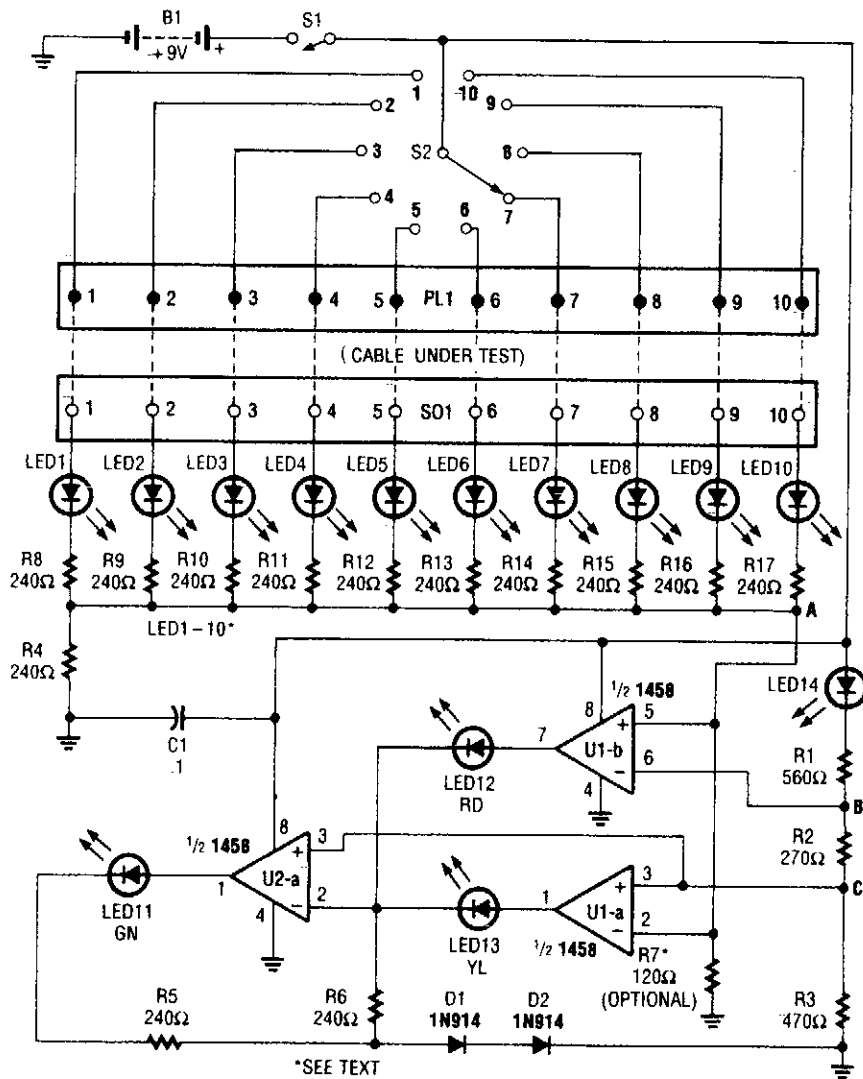 B1
+ 9V +
S1
1 10
2 9
3 S2 8
4 7
5 6
1 2 3 4 5 PL1 6 7 8 9 10
(CABLE UNDER TEST)
1 2 3 4 5 SO1 6 7 8 9 10
LED1 LED2 LED3 LED4 LED5 LED6 LED7 LED8 LED9 LED10
R8 R9 R10 R11 R12 R13 R14 R15 R16 R17
240Ω 240Ω 240Ω 240Ω 240Ω 240Ω 240Ω 240Ω 240Ω 240Ω
A
LED1-10*
R4
240Ω
C1
.1
1/2 1458
8 + 5
7 U1-b
4 − 6
LED12
RD
LED14
R1
560Ω
B
R2
270Ω
C
1/2 1458
8 + 3
1 U2-a
4 − 2
LED11
GN
+ 3
1 U1-a
− 2
LED13
YL
1/2 1458
R7*
120Ω
(OPTIONAL)
R3
470Ω
R5
240Ω
R6
240Ω
D1
1N914
D2
1N914
*SEE TEXT